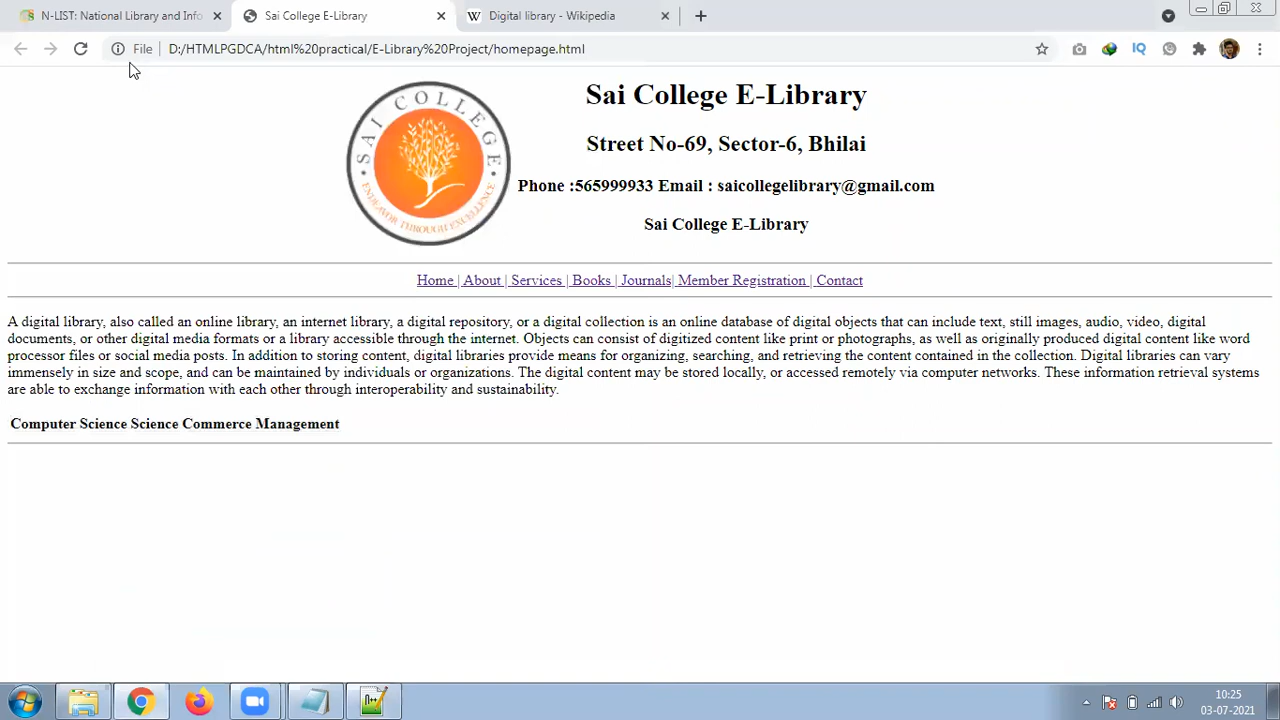 N-LIST: National Library and Info
Sai College E-Library
Digital library - Wikipedia
File
D:/HTMLPGDCA/html%20practical/E-Library%20Project/homepage.html
IQ
SAI COLLEGE
ENDEAVOR THROUGH EXCELLENCE
Sai College E-Library
Street No-69, Sector-6, Bhilai
Phone :565999933 Email : saicollegelibrary@gmail.com
Sai College E-Library
Home | About | Services | Books | Journals| Member Registration | Contact
A digital library, also called an online library, an internet library, a digital repository, or a digital collection is an online database of digital objects that can include text, still images, audio, video, digital
documents, or other digital media formats or a library accessible through the internet. Objects can consist of digitized content like print or photographs, as well as originally produced digital content like word
processor files or social media posts. In addition to storing content, digital libraries provide means for organizing, searching, and retrieving the content contained in the collection. Digital libraries can vary
immensely in size and scope, and can be maintained by individuals or organizations. The digital content may be stored locally, or accessed remotely via computer networks. These information retrieval systems
are able to exchange information with each other through interoperability and sustainability.
Computer Science Science Commerce Management
10:25
03-07-2021